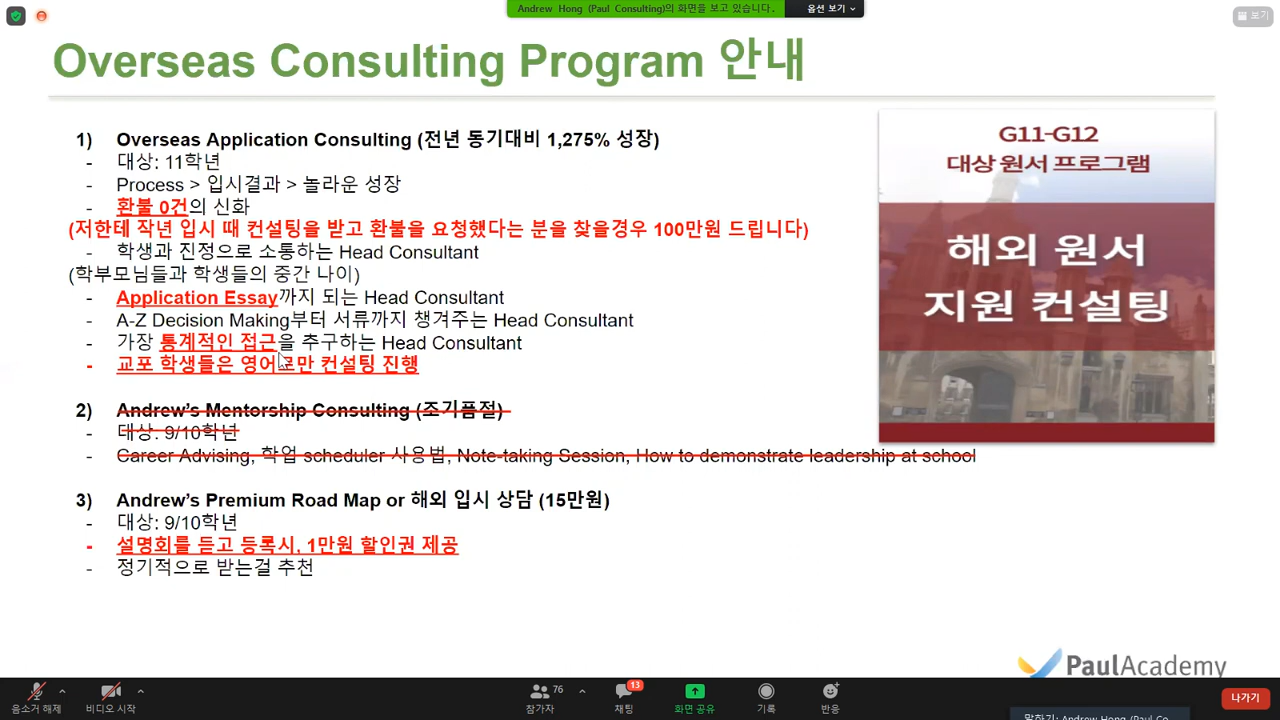 Andrew Hong (Paul Consulting)의 화면을 보고 있습니다.
옵션 보기
보기
Overseas Consulting Program 안내
1) Overseas Application Consulting (전년 동기대비 1,275% 성장)
- 대상: 11학년
- Process > 입시결과 > 놀라운 성장
- 환불 0건의 신화
(저한테 작년 입시 때 컨설팅을 받고 환불을 요청했다는 분을 찾을경우 100만원 드립니다)
- 학생과 진정으로 소통하는 Head Consultant
(학부모님들과 학생들의 중간 나이)
- Application Essay까지 되는 Head Consultant
- A-Z Decision Making부터 서류까지 챙겨주는 Head Consultant
- 가장 통계적인 접근을 추구하는 Head Consultant
- 교포 학생들은 영어로만 컨설팅 진행
2) Andrew's Mentorship Consulting (조기품절)
- 대상: 9/10학년
- Career Advising, 학업 scheduler 사용법, Note-taking Session, How to demonstrate leadership at school
3) Andrew's Premium Road Map or 해외 입시 상담 (15만원)
- 대상: 9/10학년
- 설명회를 듣고 등록시, 1만원 할인권 제공
- 정기적으로 받는걸 추천
G11-G12
대상 원서 프로그램
해외 원서
지원 컨설팅
PaulAcademy
음소거 해제
비디오 시작
76
참가자
13
채팅
화면 공유
기록
반응
나가기
말하기: Andrew Hong (Paul Co...